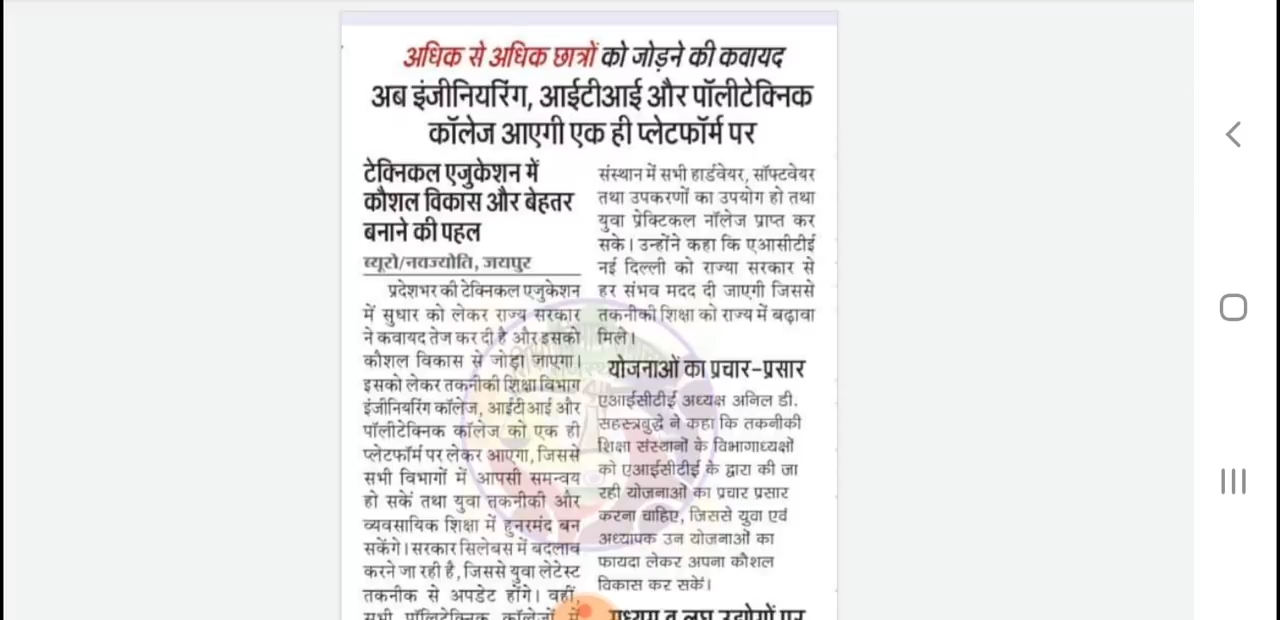 अधिक से अधिक छात्रों को जोड़ने की कवायद
अब इंजीनियरिंग, आईटीआई और पॉलीटेक्निक
कॉलेज आएगी एक ही प्लेटफॉर्म पर
टेक्निकल एजुकेशन में
कौशल विकास और बेहतर
बनाने की पहल
ब्यूरो/नवज्योति, जयपुर
प्रदेशभर की टेक्निकल एजुकेशन
में सुधार को लेकर राज्य सरकार
ने कवायद तेज कर दी है और इसको
कौशल विकास से जोड़ा जाएगा।
इसको लेकर तकनीकी शिक्षा विभाग
इंजीनियरिंग कॉलेज, आईटीआई और
पॉलीटेक्निक कॉलेज को एक ही
प्लेटफॉर्म पर लेकर आएगा, जिससे
सभी विभागों में आपसी समन्वय
हो सकें तथा युवा तकनीकी और
व्यवसायिक शिक्षा में हुनरमंद बन
सकेंगे। सरकार सिलेबस में बदलाव
करने जा रही है, जिससे युवा लेटेस्ट
तकनीक से अपडेट होंगे। वहीं,
सभी पॉलिटेक्निक कॉलेजों में
संस्थान में सभी हार्डवेयर, सॉफ्टवेयर
तथा उपकरणों का उपयोग हो तथा
युवा प्रेक्टिकल नॉलेज प्राप्त कर
सके। उन्होंने कहा कि एआसीटीई
नई दिल्ली को राज्या सरकार से
हर संभव मदद दी जाएगी जिससे
तकनीकी शिक्षा को राज्य में बढ़ावा
मिले।
योजनाओं का प्रचार-प्रसार
एआईसीटीई अध्यक्ष अनिल डी.
सहस्त्रबुद्धे ने कहा कि तकनीकी
शिक्षा संस्थानों के विभागाध्यक्षों
को एआईसीटीई के द्वारा की जा
रही योजनाओं का प्रचार प्रसार
करना चाहिए, जिससे युवा एवं
अध्यापक उन योजनाओं का
फायदा लेकर अपना कौशल
विकास कर सकें।
मध्यम व लघु उद्योगों पर